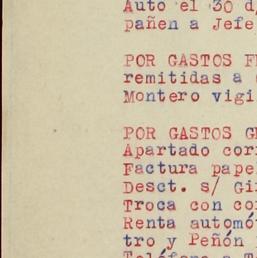 Auto el 30 d
pañen a Jefe
POR GASTOS F
remitidas a
Montero vigi
POR GASTOS G
Apartado cor
Factura pape
Desct. s/ Gi
Troca con co
Renta automó
tro y Peñón
Teléfono a T